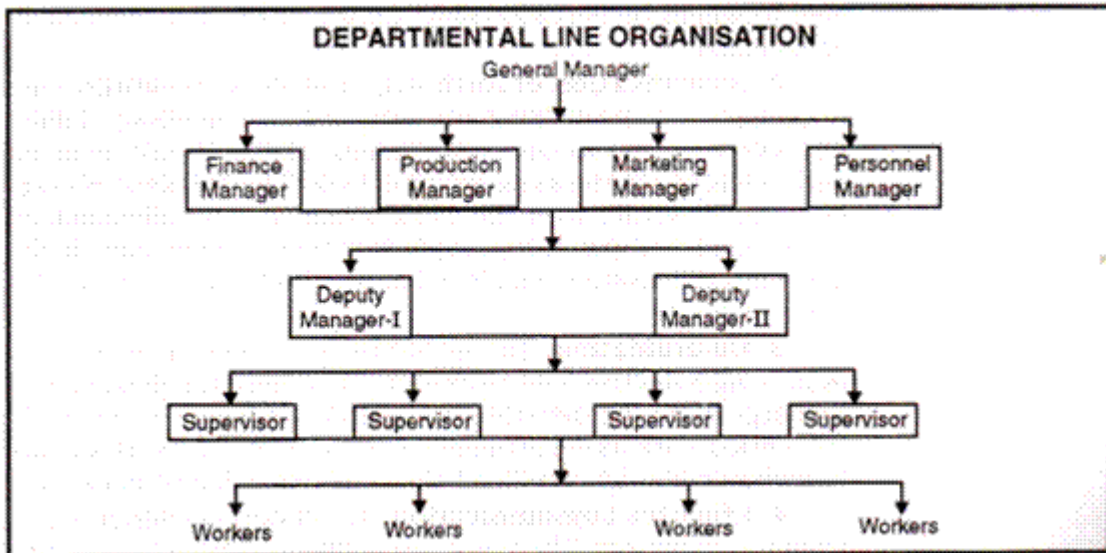 DEPARTMENTAL LINE ORGANISATION
General Manager
Finance
Manager
Production
Manager
Marketing
Manager
Personnel
Manager
Deputy
Manager-I
Deputy
Manager-II
Supervisor
Supervisor
Supervisor
Supervisor
Workers
Workers
Workers
Workers